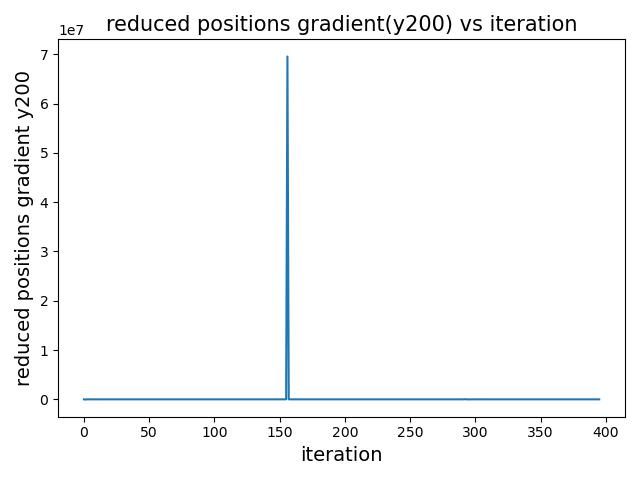 reduced positions gradient(y200) vs iteration
1e7
7
6
5
4
3
2
1
0
reduced positions gradient y200
0 50 100 150 200 250 300 350 400
iteration